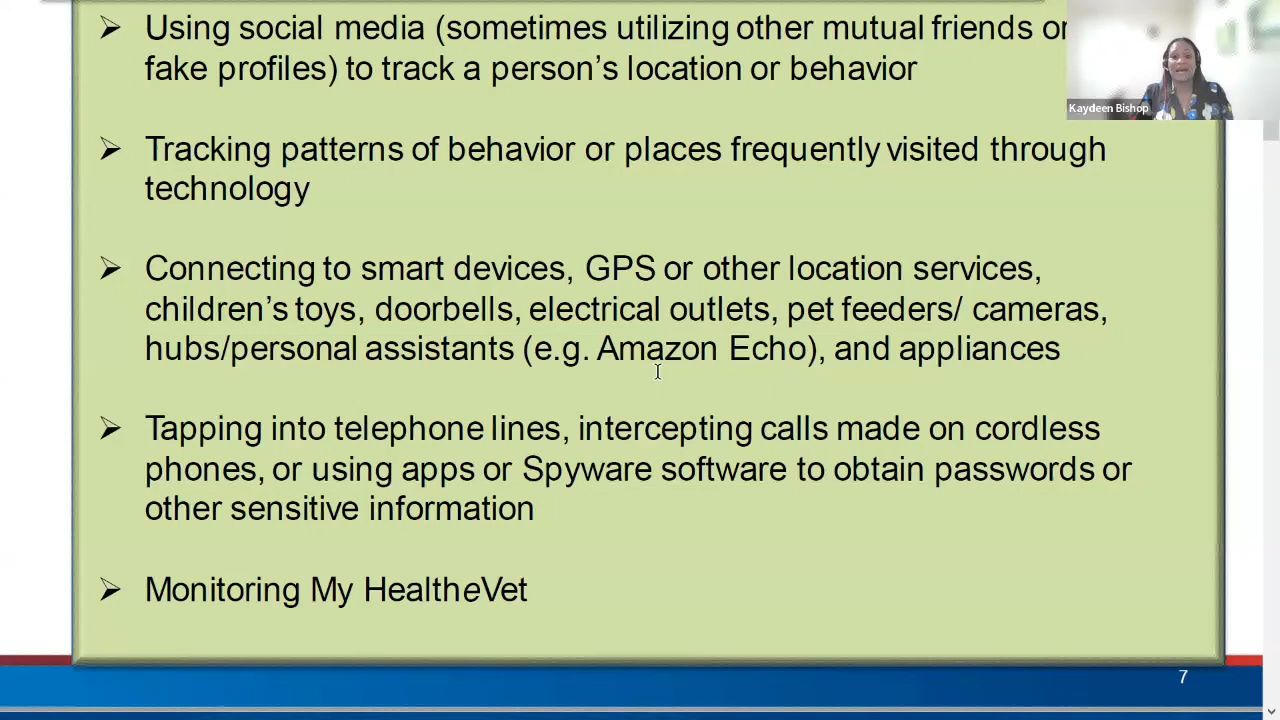 ➢ Using social media (sometimes utilizing other mutual friends or
fake profiles) to track a person's location or behavior
Kaydeen Bishop
➢ Tracking patterns of behavior or places frequently visited through
technology
➢ Connecting to smart devices, GPS or other location services,
children's toys, doorbells, electrical outlets, pet feeders/ cameras,
hubs/personal assistants (e.g. Amazon Echo), and appliances
➢ Tapping into telephone lines, intercepting calls made on cordless
phones, or using apps or Spyware software to obtain passwords or
other sensitive information
➢ Monitoring My HealtheVet
7